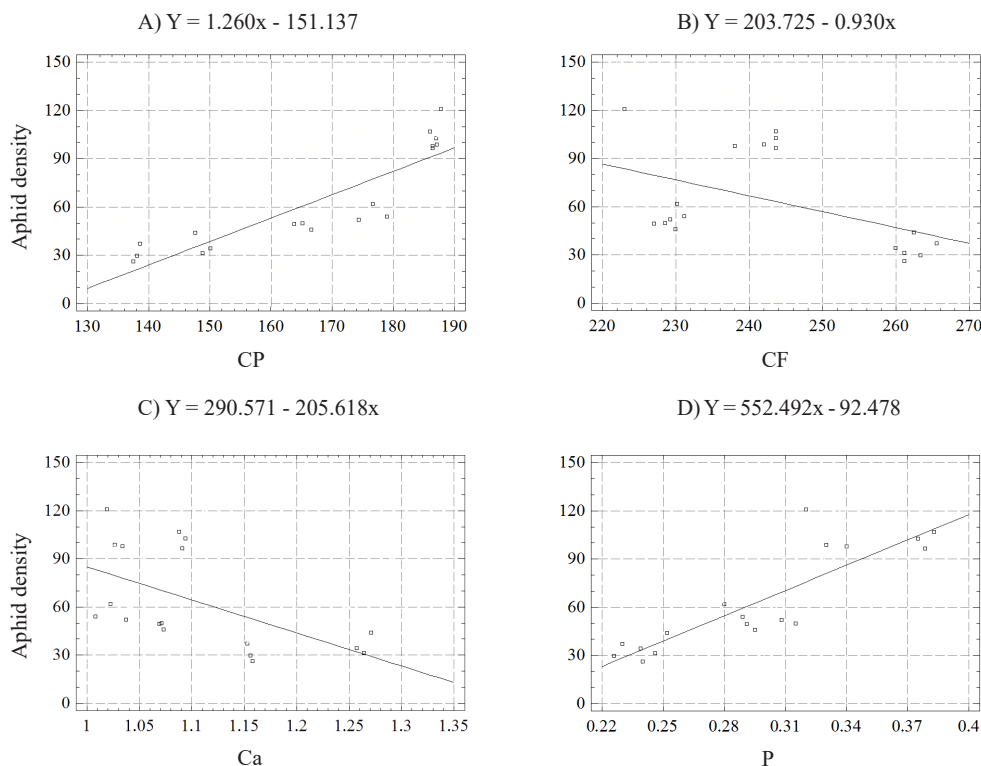 A) Y = 1.260x - 151.137
B) Y = 203.725 - 0.930x
150
120
90
60
30
0
Aphid density
130 140 150 160 170 180 190
CP
150
120
90
60
30
0
220 230 240 250 260 270
CF
C) Y = 290.571 - 205.618x
D) Y = 552.492x - 92.478
150
120
90
60
30
0
Aphid density
1 1.05 1.1 1.15 1.2 1.25 1.3 1.35
Ca
150
120
90
60
30
0
0.22 0.25 0.28 0.31 0.34 0.37 0.4
P